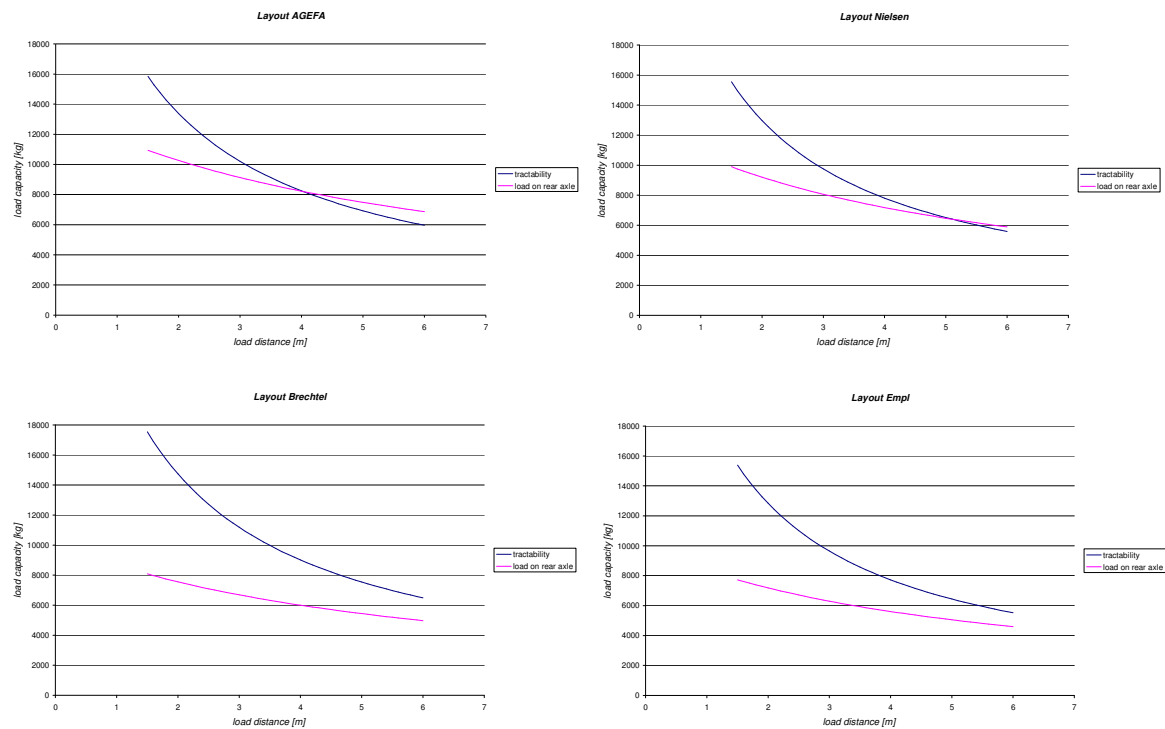 Layout AGEFA
18000
16000
14000
12000
10000
8000
6000
4000
2000
0
load capacity [kg]
0 1 2 3 4 5 6 7
load distance [m]
tractability
load on rear axle
Layout Nielsen
18000
16000
14000
12000
10000
8000
6000
4000
2000
0
load capacity [kg]
0 1 2 3 4 5 6 7
load distance [m]
tractability
load on rear axle
Layout Brechtel
18000
16000
14000
12000
10000
8000
6000
4000
2000
0
load capacity [kg]
0 1 2 3 4 5 6 7
load distance [m]
tractability
load on rear axle
Layout Empl
18000
16000
14000
12000
10000
8000
6000
4000
2000
0
load capacity [kg]
0 1 2 3 4 5 6 7
load distance [m]
tractability
load on rear axle